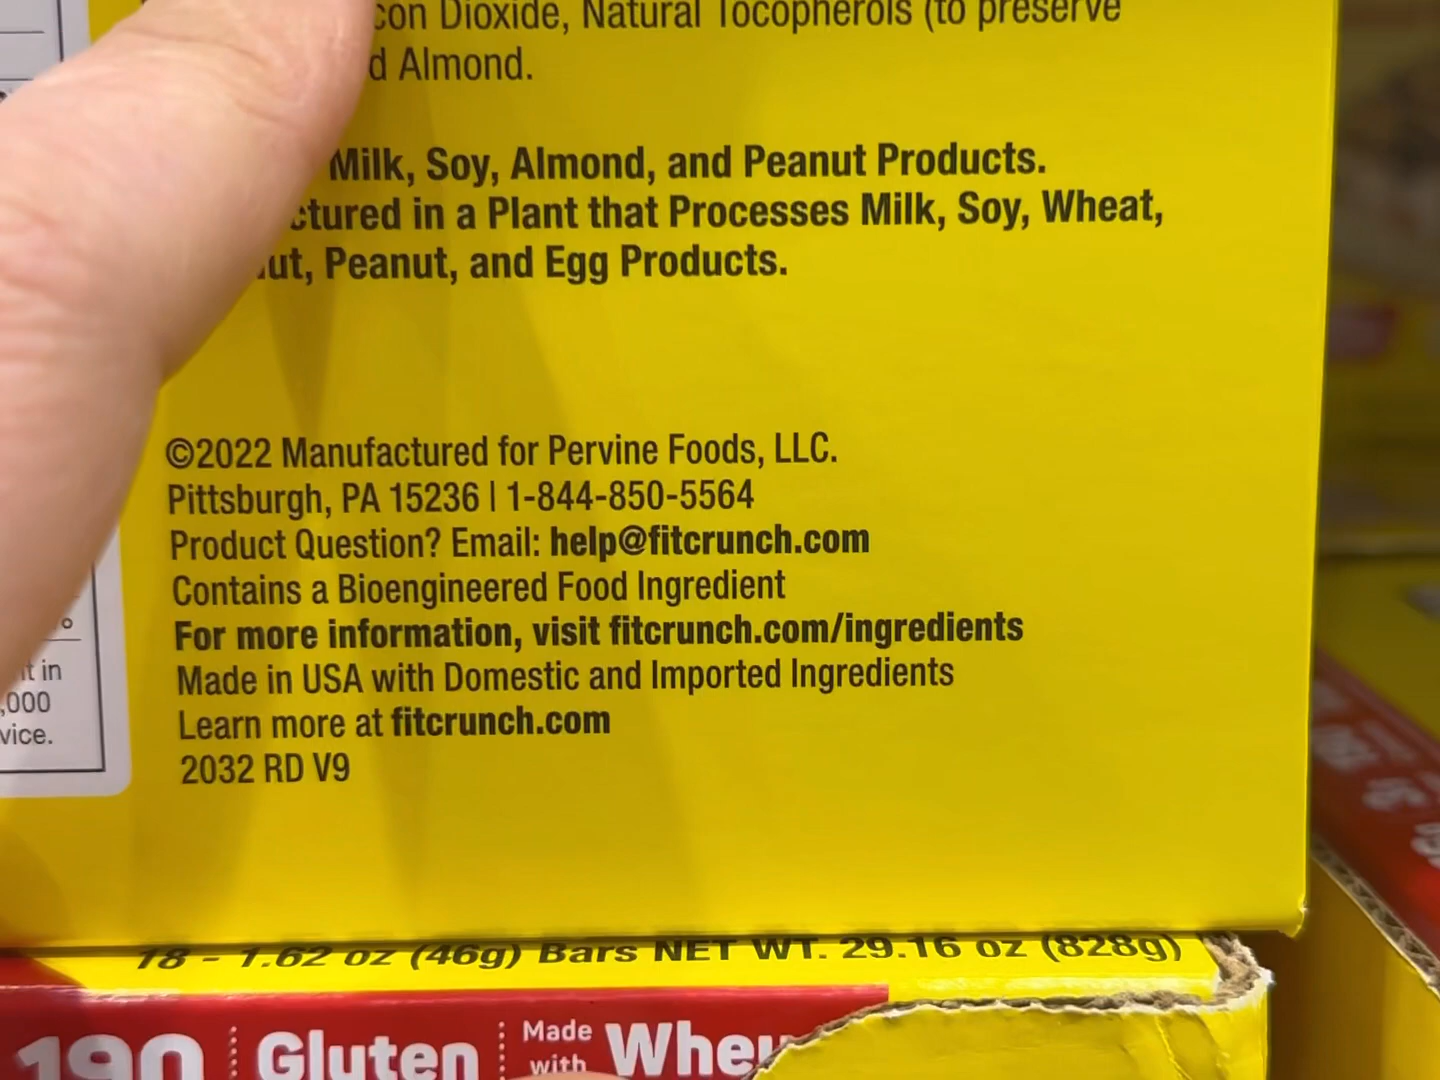 Dioxide, Natural Tocopherols (to preserve
Almond.
Milk, Soy, Almond, and Peanut Products.
in a Plant that Processes Milk, Soy, Wheat,
Peanut, and Egg Products.
©2022 Manufactured for Pervine Foods, LLC.
Pittsburgh, PA 15236 | 1-844-850-5564
Product Question? Email: help@fitcrunch.com
Contains a Bioengineered Food Ingredient
For more information, visit fitcrunch.com/ingredients
Made in USA with Domestic and Imported Ingredients
Learn more at fitcrunch.com
2032 RD V9
in
,000
vice.
18 - 1.62 oz (46g) Bars NET WT. 29.16 oz (828g)
190 Gluten Made with Whey